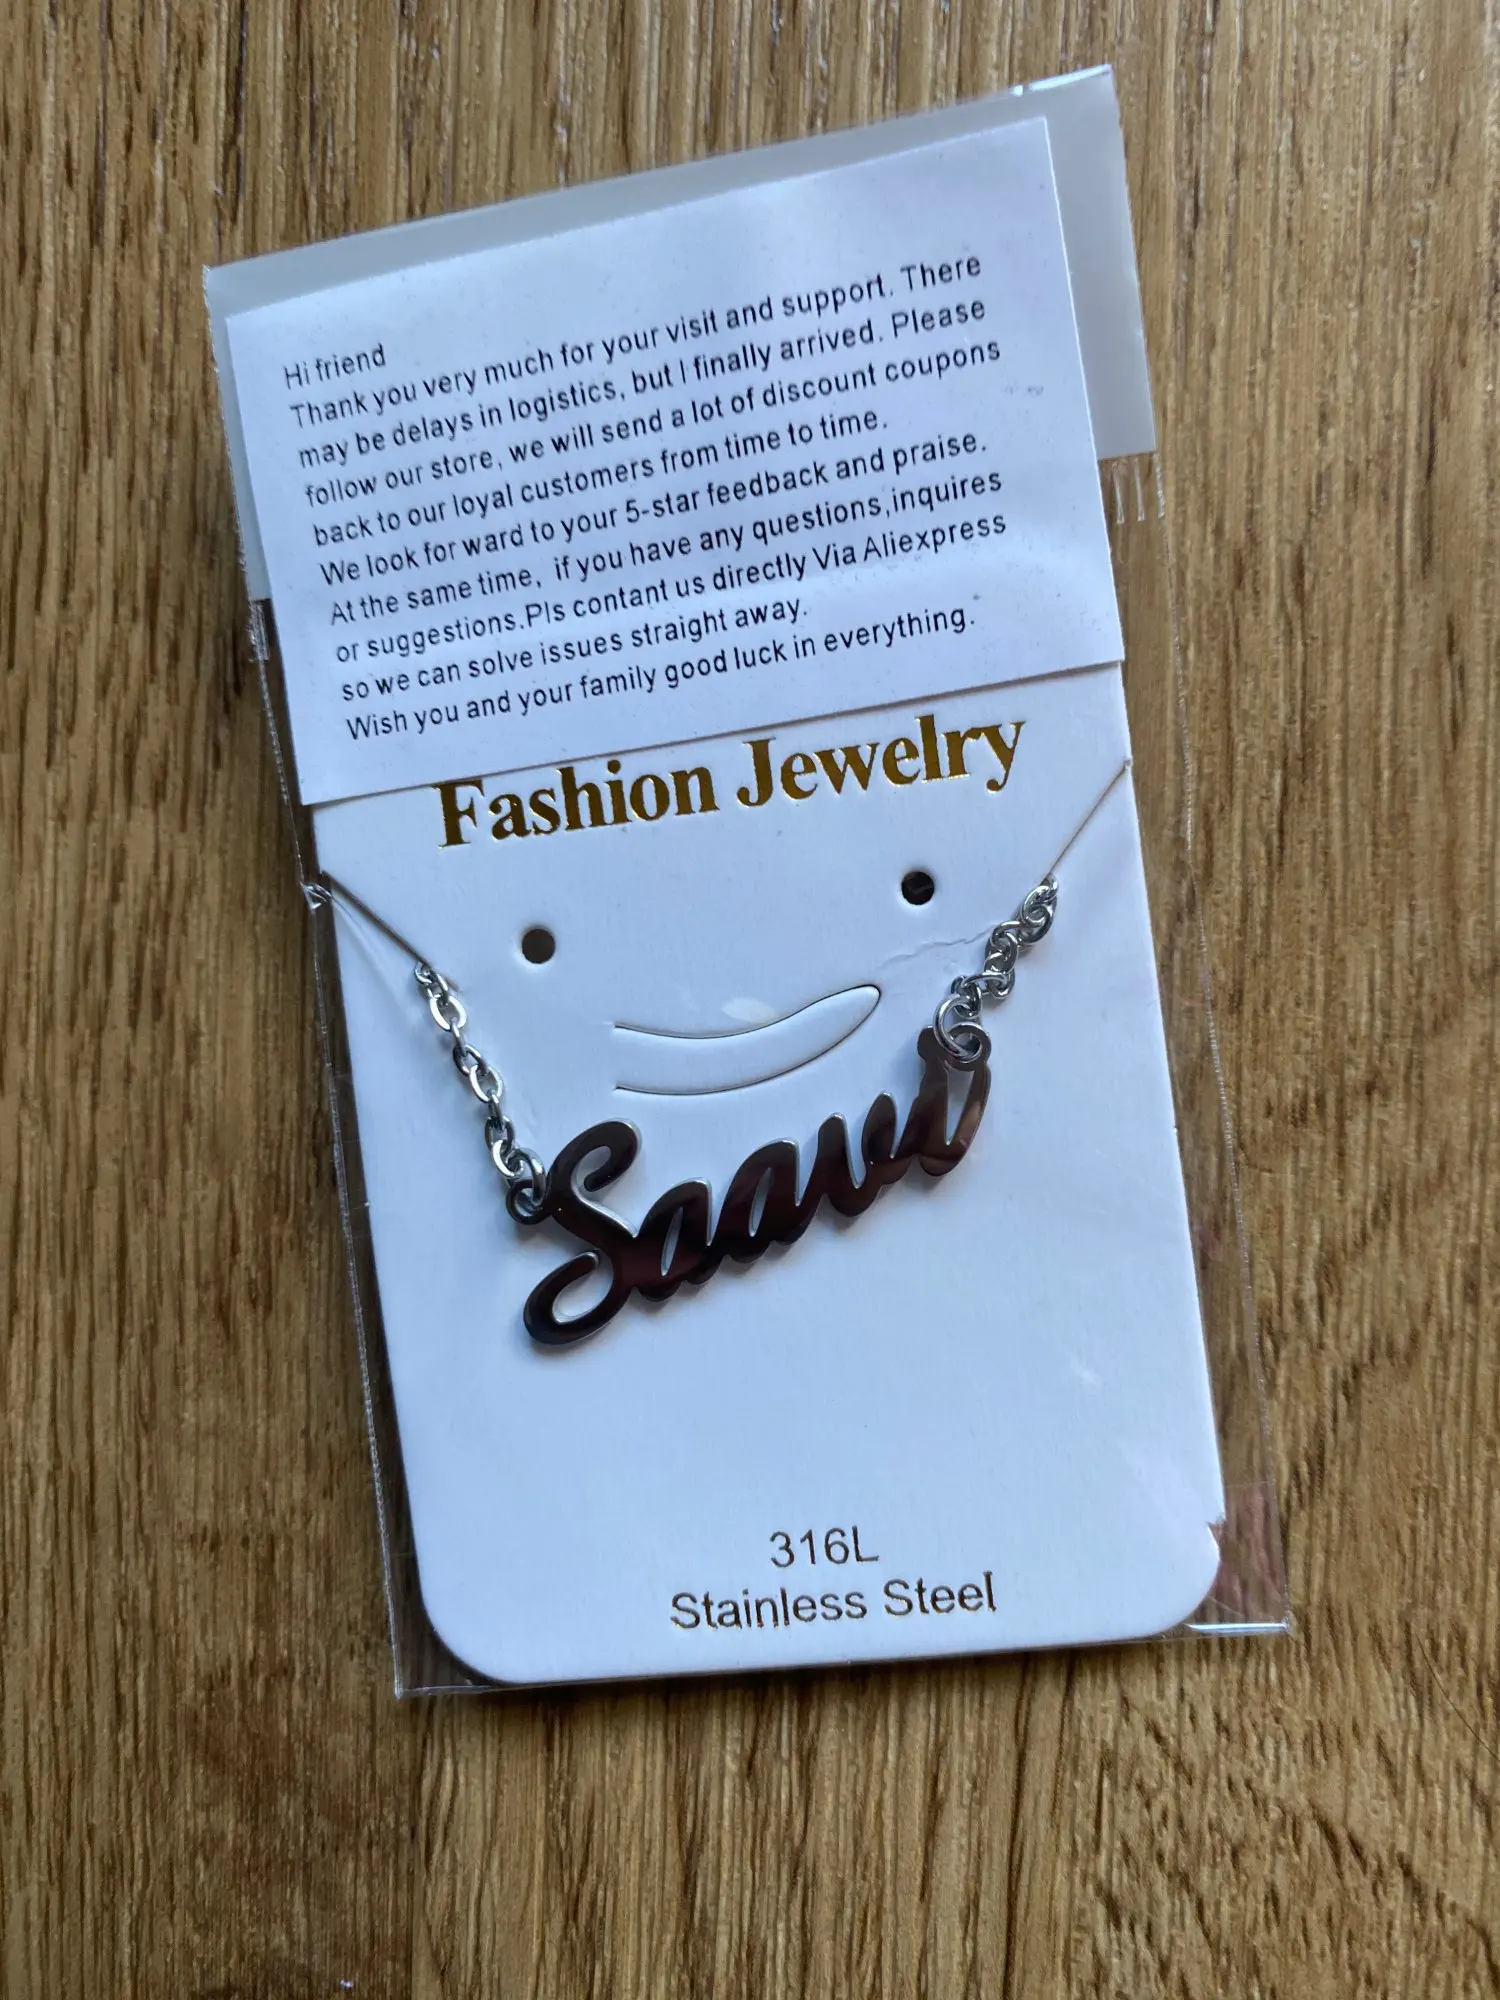 Hi friend
Thank you very much for your visit and support. There
may be delays in logistics, but I finally arrived. Please
follow our store, we will send a lot of discount coupons
back to our loyal customers from time to time.
We look for ward to your 5-star feedback and praise.
At the same time, if you have any questions,inquires
or suggestions.Pls contant us directly Via Aliexpress
so we can solve issues straight away.
Wish you and your family good luck in everything.
Fashion Jewelry
316L
Stainless Steel